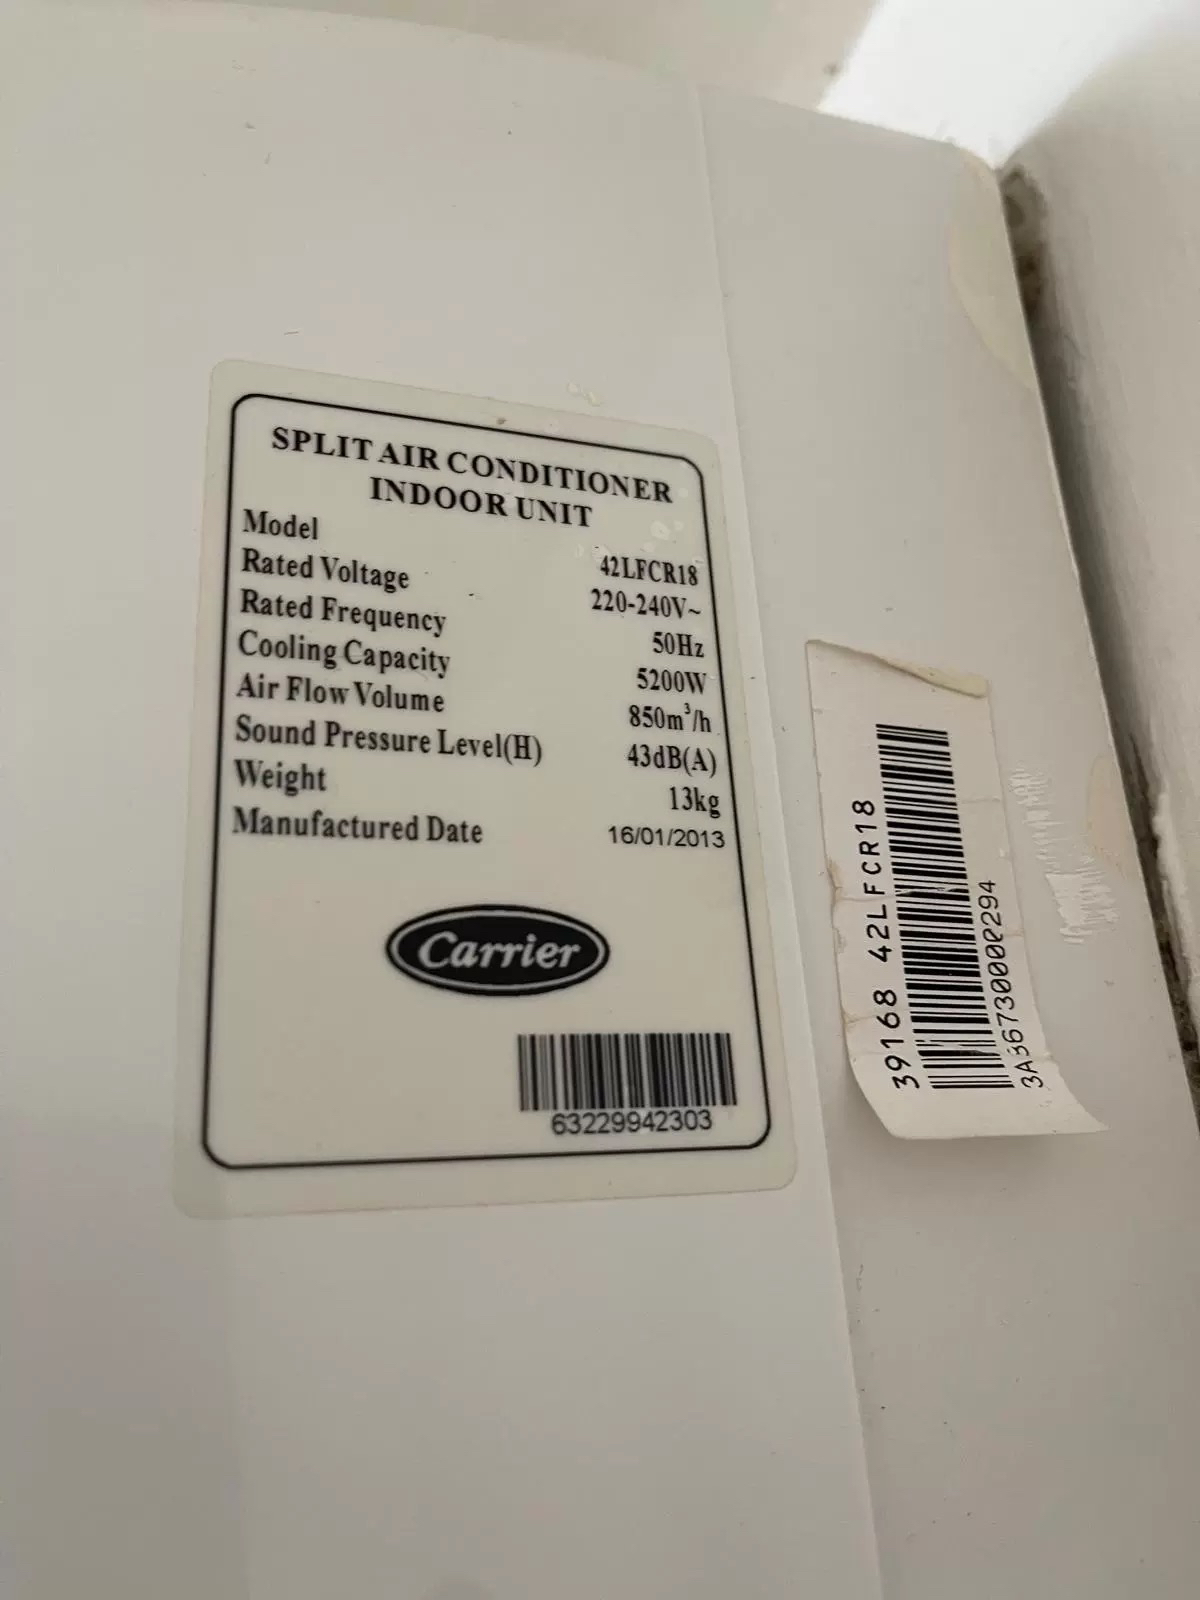 SPLIT AIR CONDITIONER
INDOOR UNIT
Model 42LFCR18
Rated Voltage 220-240V~
Rated Frequency 50Hz
Cooling Capacity 5200W
Air Flow Volume 850m³/h
Sound Pressure Level(H) 43dB(A)
Weight 13kg
Manufactured Date 16/01/2013
Carrier
63229942303
39168 42LFCR18